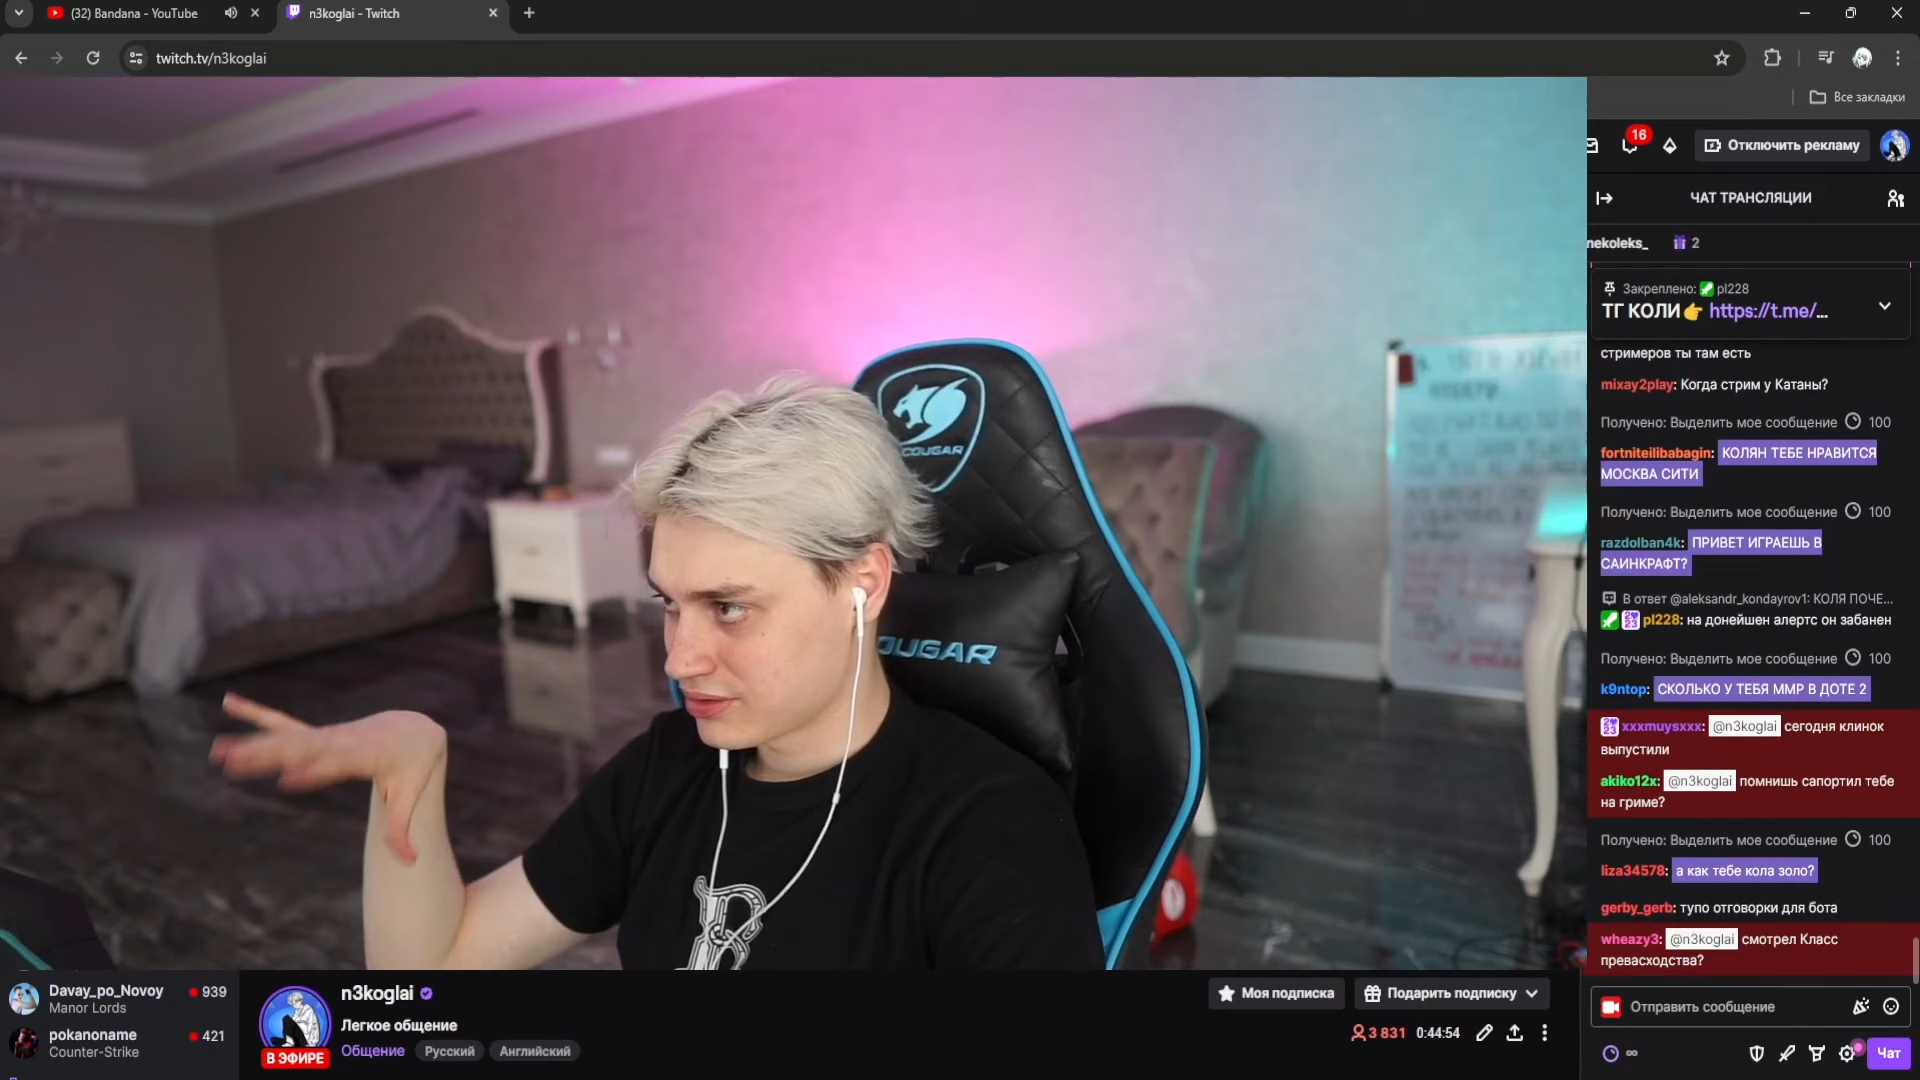 (32) Bandana - YouTube
n3koglai - Twitch
twitch.tv/n3koglai
Все закладки
16
Отключить рекламу
ЧАТ ТРАНСЛЯЦИИ
nekoleks_ 2
Закреплено: pl228
ТГ КОЛИ👉 https://t.me/...
стримеров ты там есть
mixay2play: Когда стрим у Катаны?
Получено: Выделить мое сообщение 100
fortniteilibabagin: КОЛЯН ТЕБЕ НРАВИТСЯ
МОСКВА СИТИ
Получено: Выделить мое сообщение 100
razdolban4k: ПРИВЕТ ИГРАЕШЬ В
САИНКРАФТ?
В ответ @aleksandr_kondayrov1: КОЛЯ ПОЧЕ...
pl228: на донейшен алертс он забанен
Получено: Выделить мое сообщение 100
k9ntop: СКОЛЬКО У ТЕБЯ ММР В ДОТЕ 2
xxxmuysxxx: @n3koglai сегодня клинок
выпустили
akiko12x: @n3koglai помнишь сапортил тебе
на гриме?
Получено: Выделить мое сообщение 100
liza34578: а как тебе кола золо?
gerby_gerb: тупо отговорки для бота
wheazy3: @n3koglai смотрел Класс
превасходства?
Отправить сообщение
Чат
COUGAR
OUGAR
Davay_po_Novoy 939
Manor Lords
pokanoname 421
Counter-Strike
В ЭФИРЕ
n3koglai
Легкое общение
Общение Русский Английский
Моя подписка
Подарить подписку
3 831 0:44:54